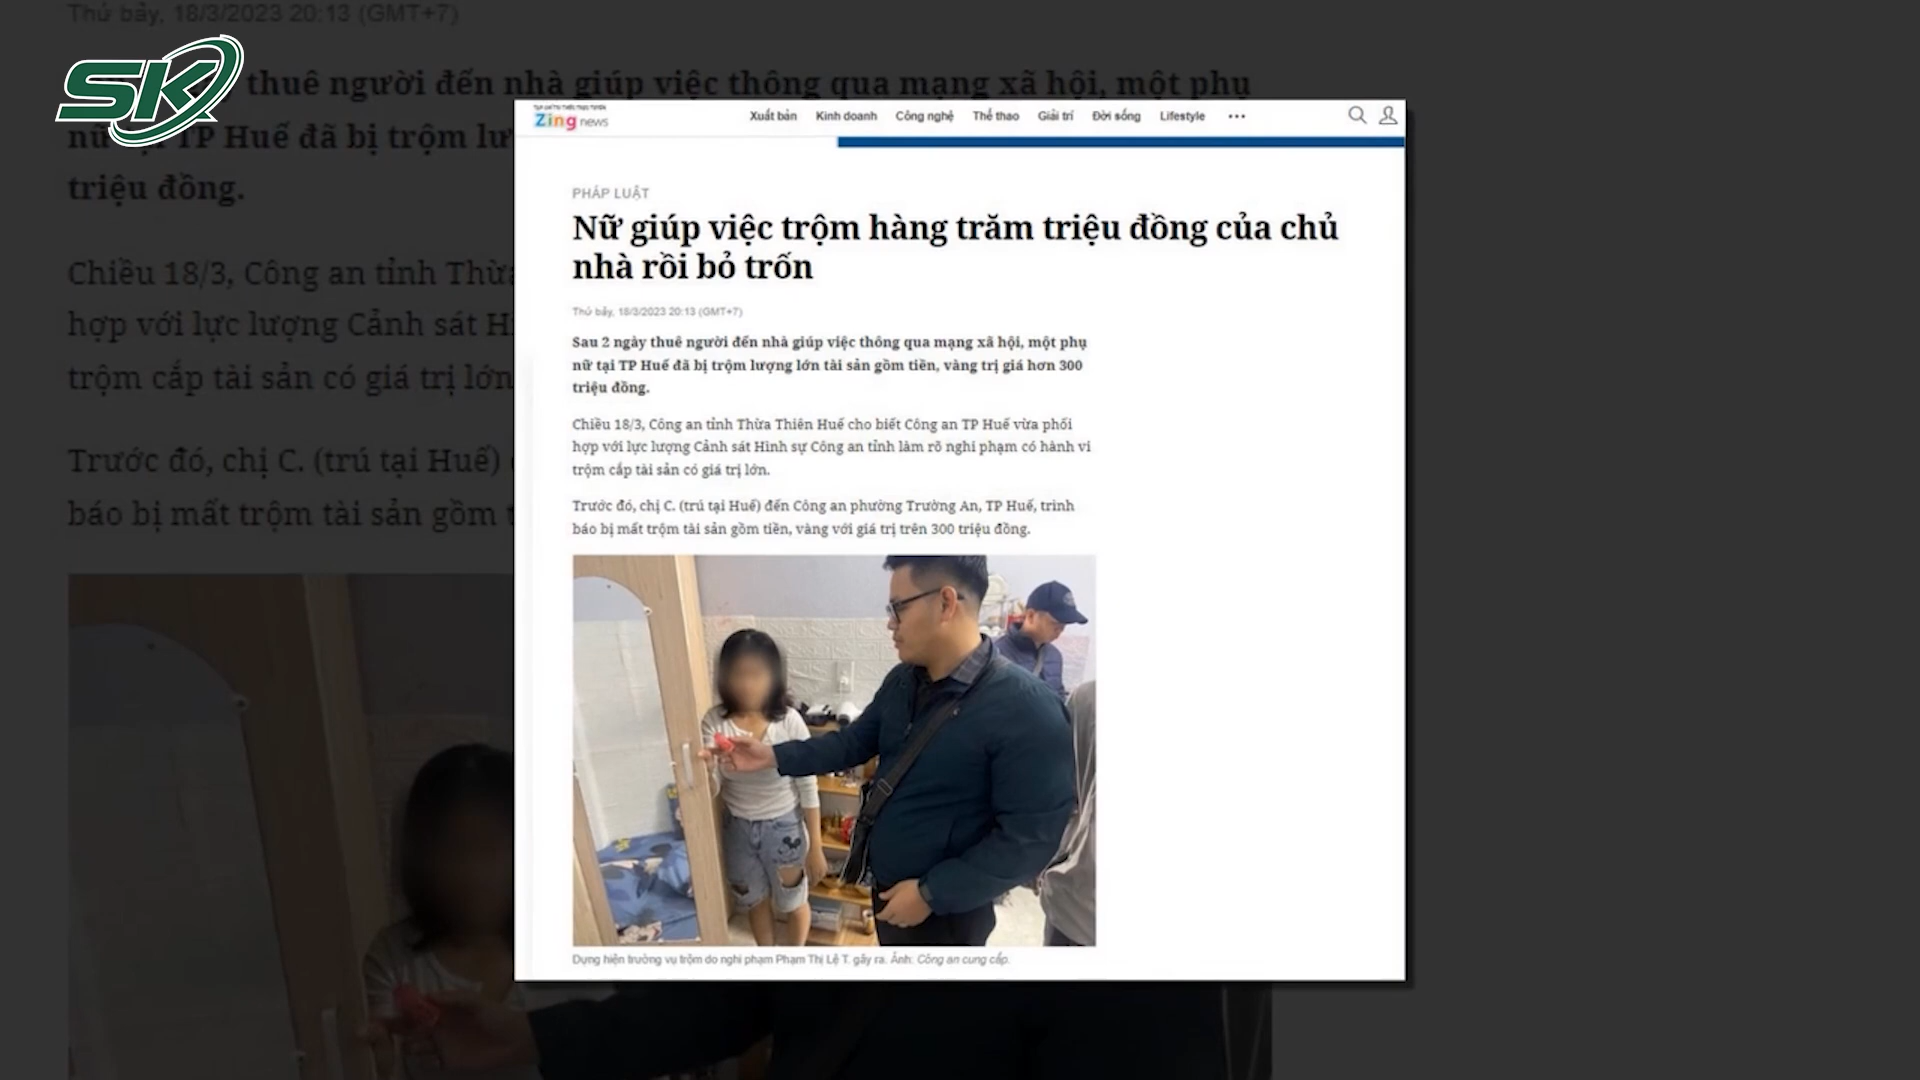 Thứ bảy, 18/3/2023 20:13 (GMT+7)
SK
thuê người đến nhà giúp việc thông qua mạng xã hội, một phụ
nữ tại TP Huế đã bị trộm
triệu đồng.
Chiều 18/3, Công an tỉnh Thừa
hợp với lực lượng Cảnh sát
trộm cắp tài sản có giá trị lớn
Trước đó, chị C. (trú tại Huế)
báo bị mất trộm tài sản gồm
Zing news
Xuất bản Kinh doanh Công nghệ Thể thao Giải trí Đời sống Lifestyle
PHÁP LUẬT
Nữ giúp việc trộm hàng trăm triệu đồng của chủ
nhà rồi bỏ trốn
Thứ bảy, 18/3/2023 20:13 (GMT+7)
Sau 2 ngày thuê người đến nhà giúp việc thông qua mạng xã hội, một phụ
nữ tại TP Huế đã bị trộm lượng lớn tài sản gồm tiền, vàng trị giá hơn 300
triệu đồng.
Chiều 18/3, Công an tỉnh Thừa Thiên Huế cho biết Công an TP Huế vừa phối
hợp với lực lượng Cảnh sát Hình sự Công an tỉnh làm rõ nghi phạm có hành vi
trộm cắp tài sản có giá trị lớn.
Trước đó, chị C. (trú tại Huế) đến Công an phường Trường An, TP Huế, trình
báo bị mất trộm tài sản gồm tiền, vàng với giá trị trên 300 triệu đồng.
Dựng hiện trường vụ trộm do nghi phạm Phạm Thị Lệ T. gây ra. Ảnh: Công an cung cấp.